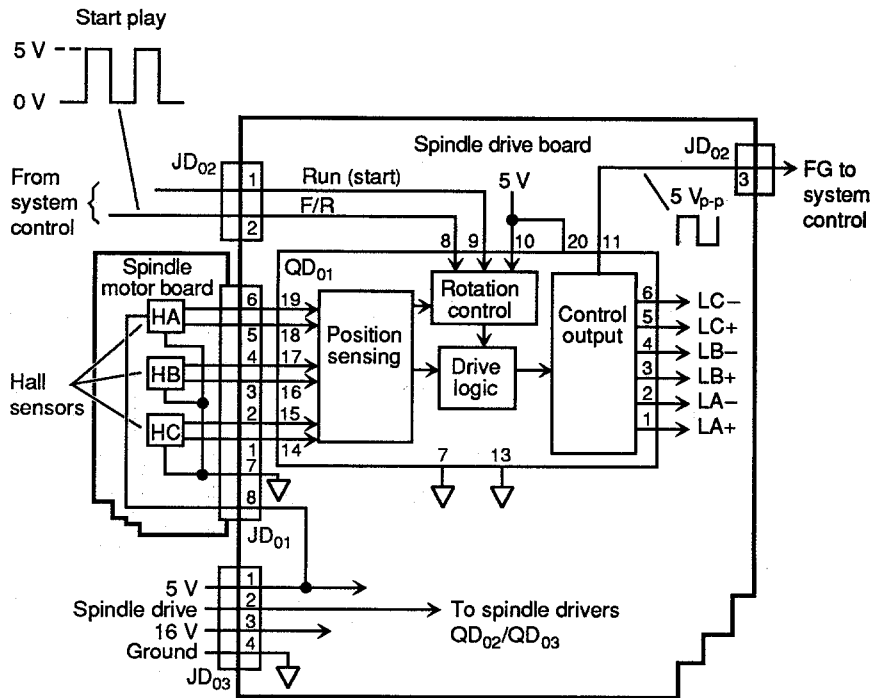 Start play
5 V
0 V
Spindle drive board
JD02
3
FG to
system
control
5 Vp-p
From
system
control
JD02
1
2
Run (start)
F/R
5 V
8
9
10
20
11
Spindle
motor board
HA
HB
HC
Hall
sensors
6
5
4
3
2
1
7
8
JD01
QD01
19
18
17
16
15
14
Position
sensing
Rotation
control
Drive
logic
Control
output
6
5
4
3
2
1
LC–
LC+
LB–
LB+
LA–
LA+
7
13
5 V
Spindle drive
16 V
Ground
1
2
3
4
JD03
To spindle drivers
QD02/QD03